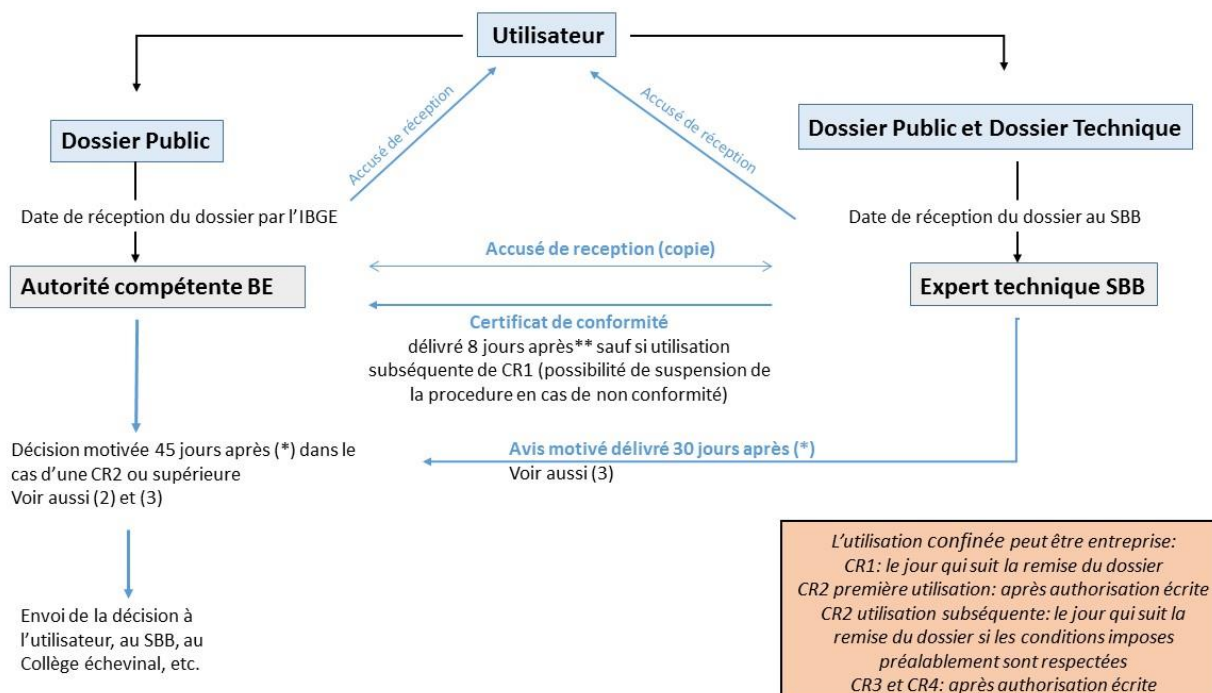 Utilisateur
Accusé de réception
Accusé de réception
Dossier Public
Dossier Public et Dossier Technique
Date de réception du dossier par l’IBGE
Date de réception du dossier au SBB
Accusé de reception (copie)
Autorité compétente BE
Expert technique SBB
Certificat de conformité
délivré 8 jours après** sauf si utilisation
subséquente de CR1 (possibilité de suspension de
la procedure en cas de non conformité)
Décision motivée 45 jours après (*) dans le
cas d’une CR2 ou supérieure
Voir aussi (2) et (3)
Avis motivé délivré 30 jours après (*)
Voir aussi (3)
Envoi de la décision à
l’utilisateur, au SBB, au
Collège échevinal, etc.
L’utilisation confinée peut être entreprise:
CR1: le jour qui suit la remise du dossier
CR2 première utilisation: après authorisation écrite
CR2 utilisation subséquente: le jour qui suit la
remise du dossier si les conditions imposes
préalablement sont respectées
CR3 et CR4: après authorisation écrite